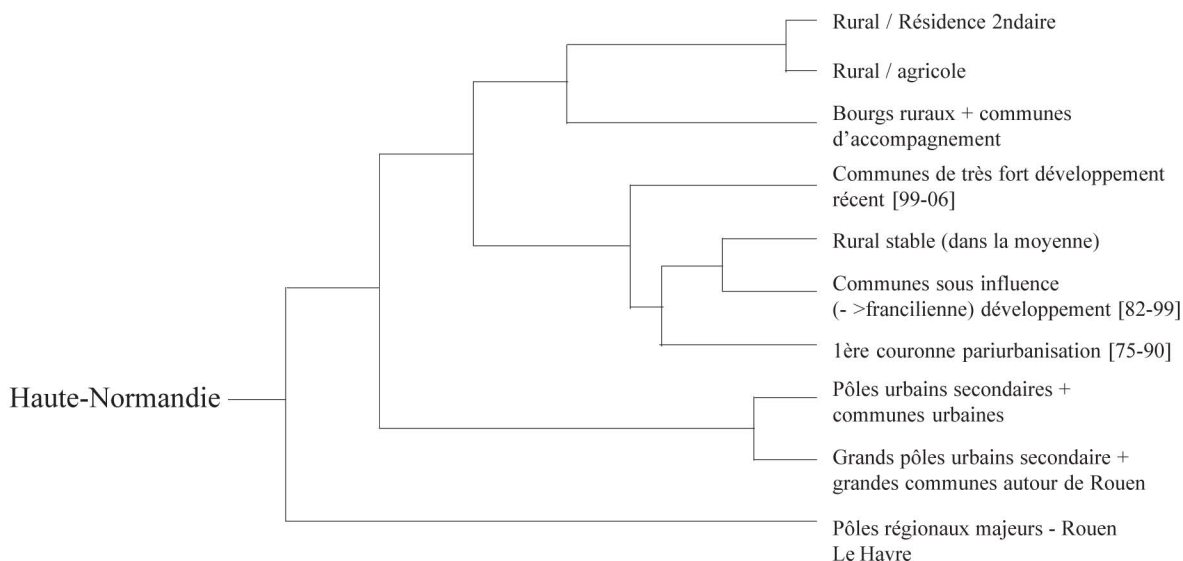 Rural / Résidence 2ndaire
Rural / agricole
Bourgs ruraux + communes
d'accompagnement
Communes de très fort développement
récent [99-06]
Rural stable (dans la moyenne)
Communes sous influence
(- >francilienne) développement [82-99]
1ère couronne pariurbanisation [75-90]
Haute-Normandie
Pôles urbains secondaires +
communes urbaines
Grands pôles urbains secondaire +
grandes communes autour de Rouen
Pôles régionaux majeurs - Rouen
Le Havre